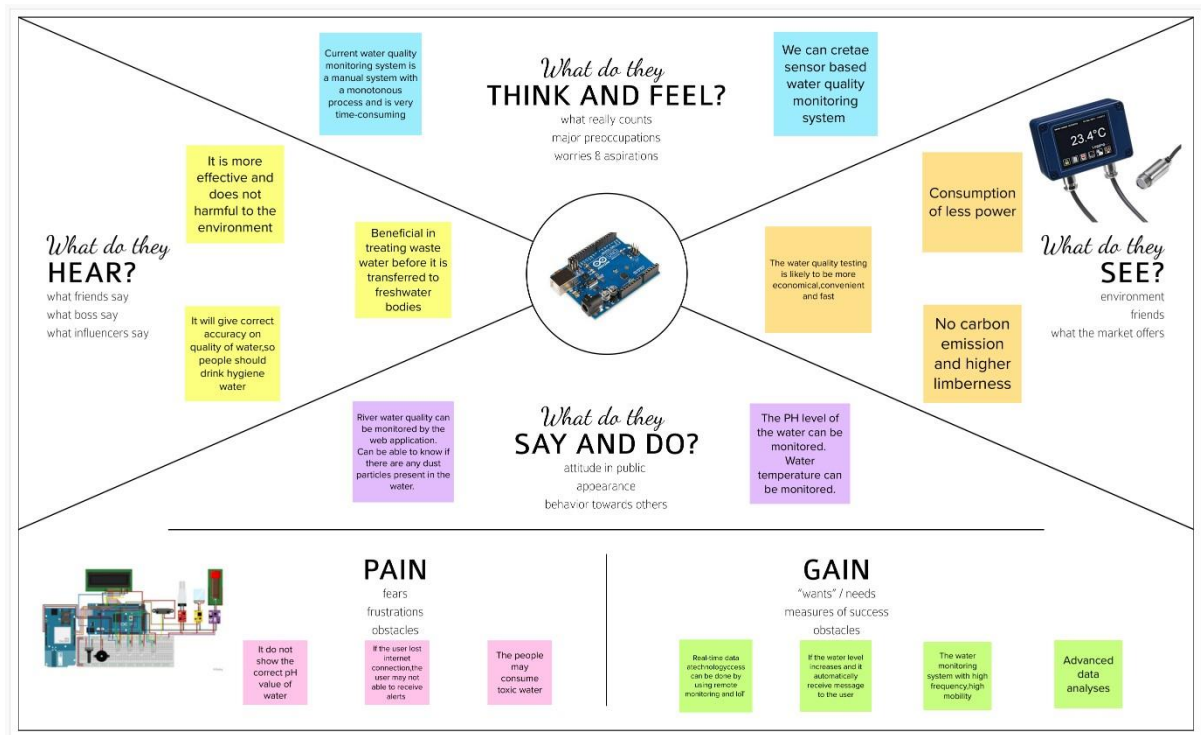 Current water quality
monitoring system is
a manual system with
a monotonous
process and is very
time-consuming
What do they
THINK AND FEEL?
what really counts
major preoccupations
worries 8 aspirations
We can cretae
sensor based
water quality
monitoring
system
23.4°C
It is more
effective and
does not
harmful to the
environment
What do they
HEAR?
what friends say
what boss say
what influencers say
Beneficial in
treating waste
water before it is
transferred to
freshwater
bodies
It will give correct
accuracy on
quality of water,so
people should
drink hygiene
water
Consumption
of less power
The water quality testing
is likely to be more
economical,convenient
and fast
What do they
SEE?
environment
friends
what the market offers
No carbon
emission
and higher
limberness
River water quality can
be monitored by the
web application.
Can be able to know if
there are any dust
particles present in the
water.
What do they
SAY AND DO?
attitude in public
appearance
behavior towards others
The PH level of
the water can be
monitored.
Water
temperature can
be monitored.
PAIN
fears
frustrations
obstacles
It do not
show the
correct pH
value of
water
If the user lost
internet
connection,the
user may not
able to receive
alerts
The people
may
consume
toxic water
GAIN
"wants" / needs
measures of success
obstacles
Real-time data
atechnologyccess
can be done by
using remote
monitoring and IoT
If the water level
increases and it
automatically
receive message
to the user
The water
monitoring
system with high
frequency,high
mobility
Advanced
data
analyses